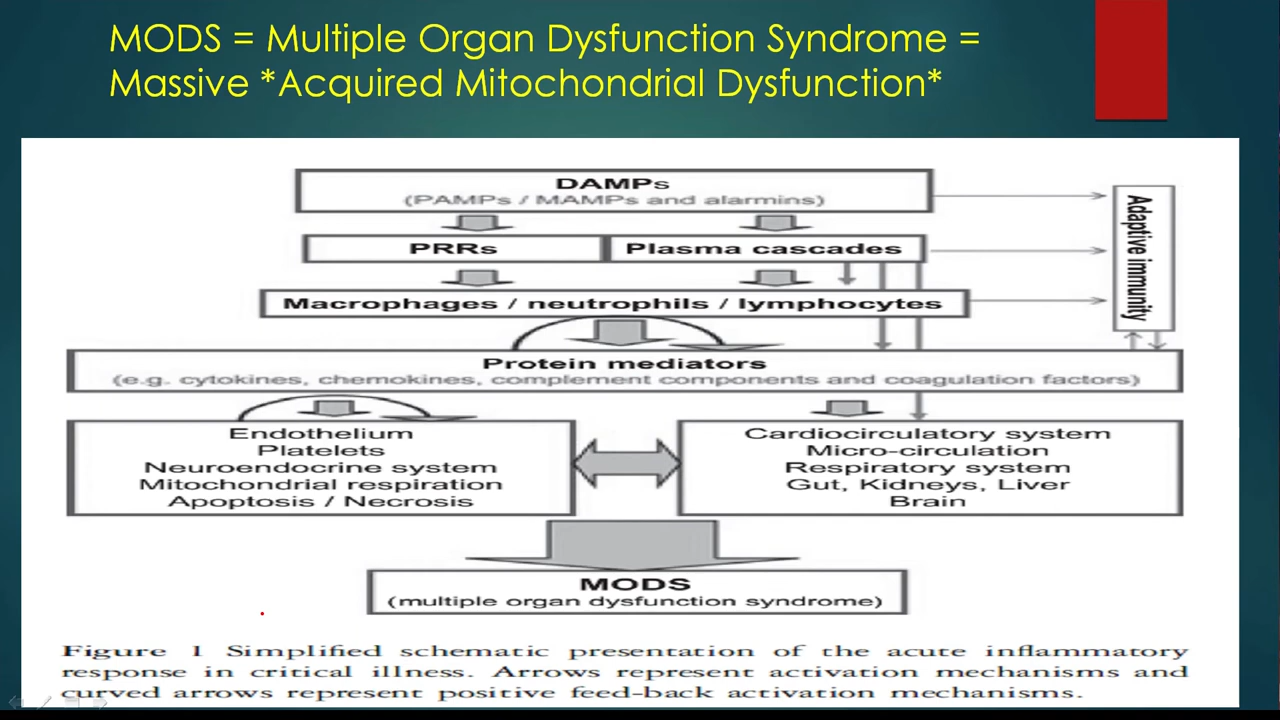 MODS = Multiple Organ Dysfunction Syndrome =
Massive *Acquired Mitochondrial Dysfunction*
DAMPs
(PAMPs / MAMPs and alarmins)
PRRs
Plasma cascades
Adaptive immunity
Macrophages / neutrophils / lymphocytes
Protein mediators
(e.g. cytokines, chemokines, complement components and coagulation factors)
Endothelium
Platelets
Neuroendocrine system
Mitochondrial respiration
Apoptosis / Necrosis
Cardiocirculatory system
Micro-circulation
Respiratory system
Gut, Kidneys, Liver
Brain
MODS
(multiple organ dysfunction syndrome)
Figure 1 Simplified schematic presentation of the acute inflammatory
response in critical illness. Arrows represent activation mechanisms and
curved arrows represent positive feed-back activation mechanisms.